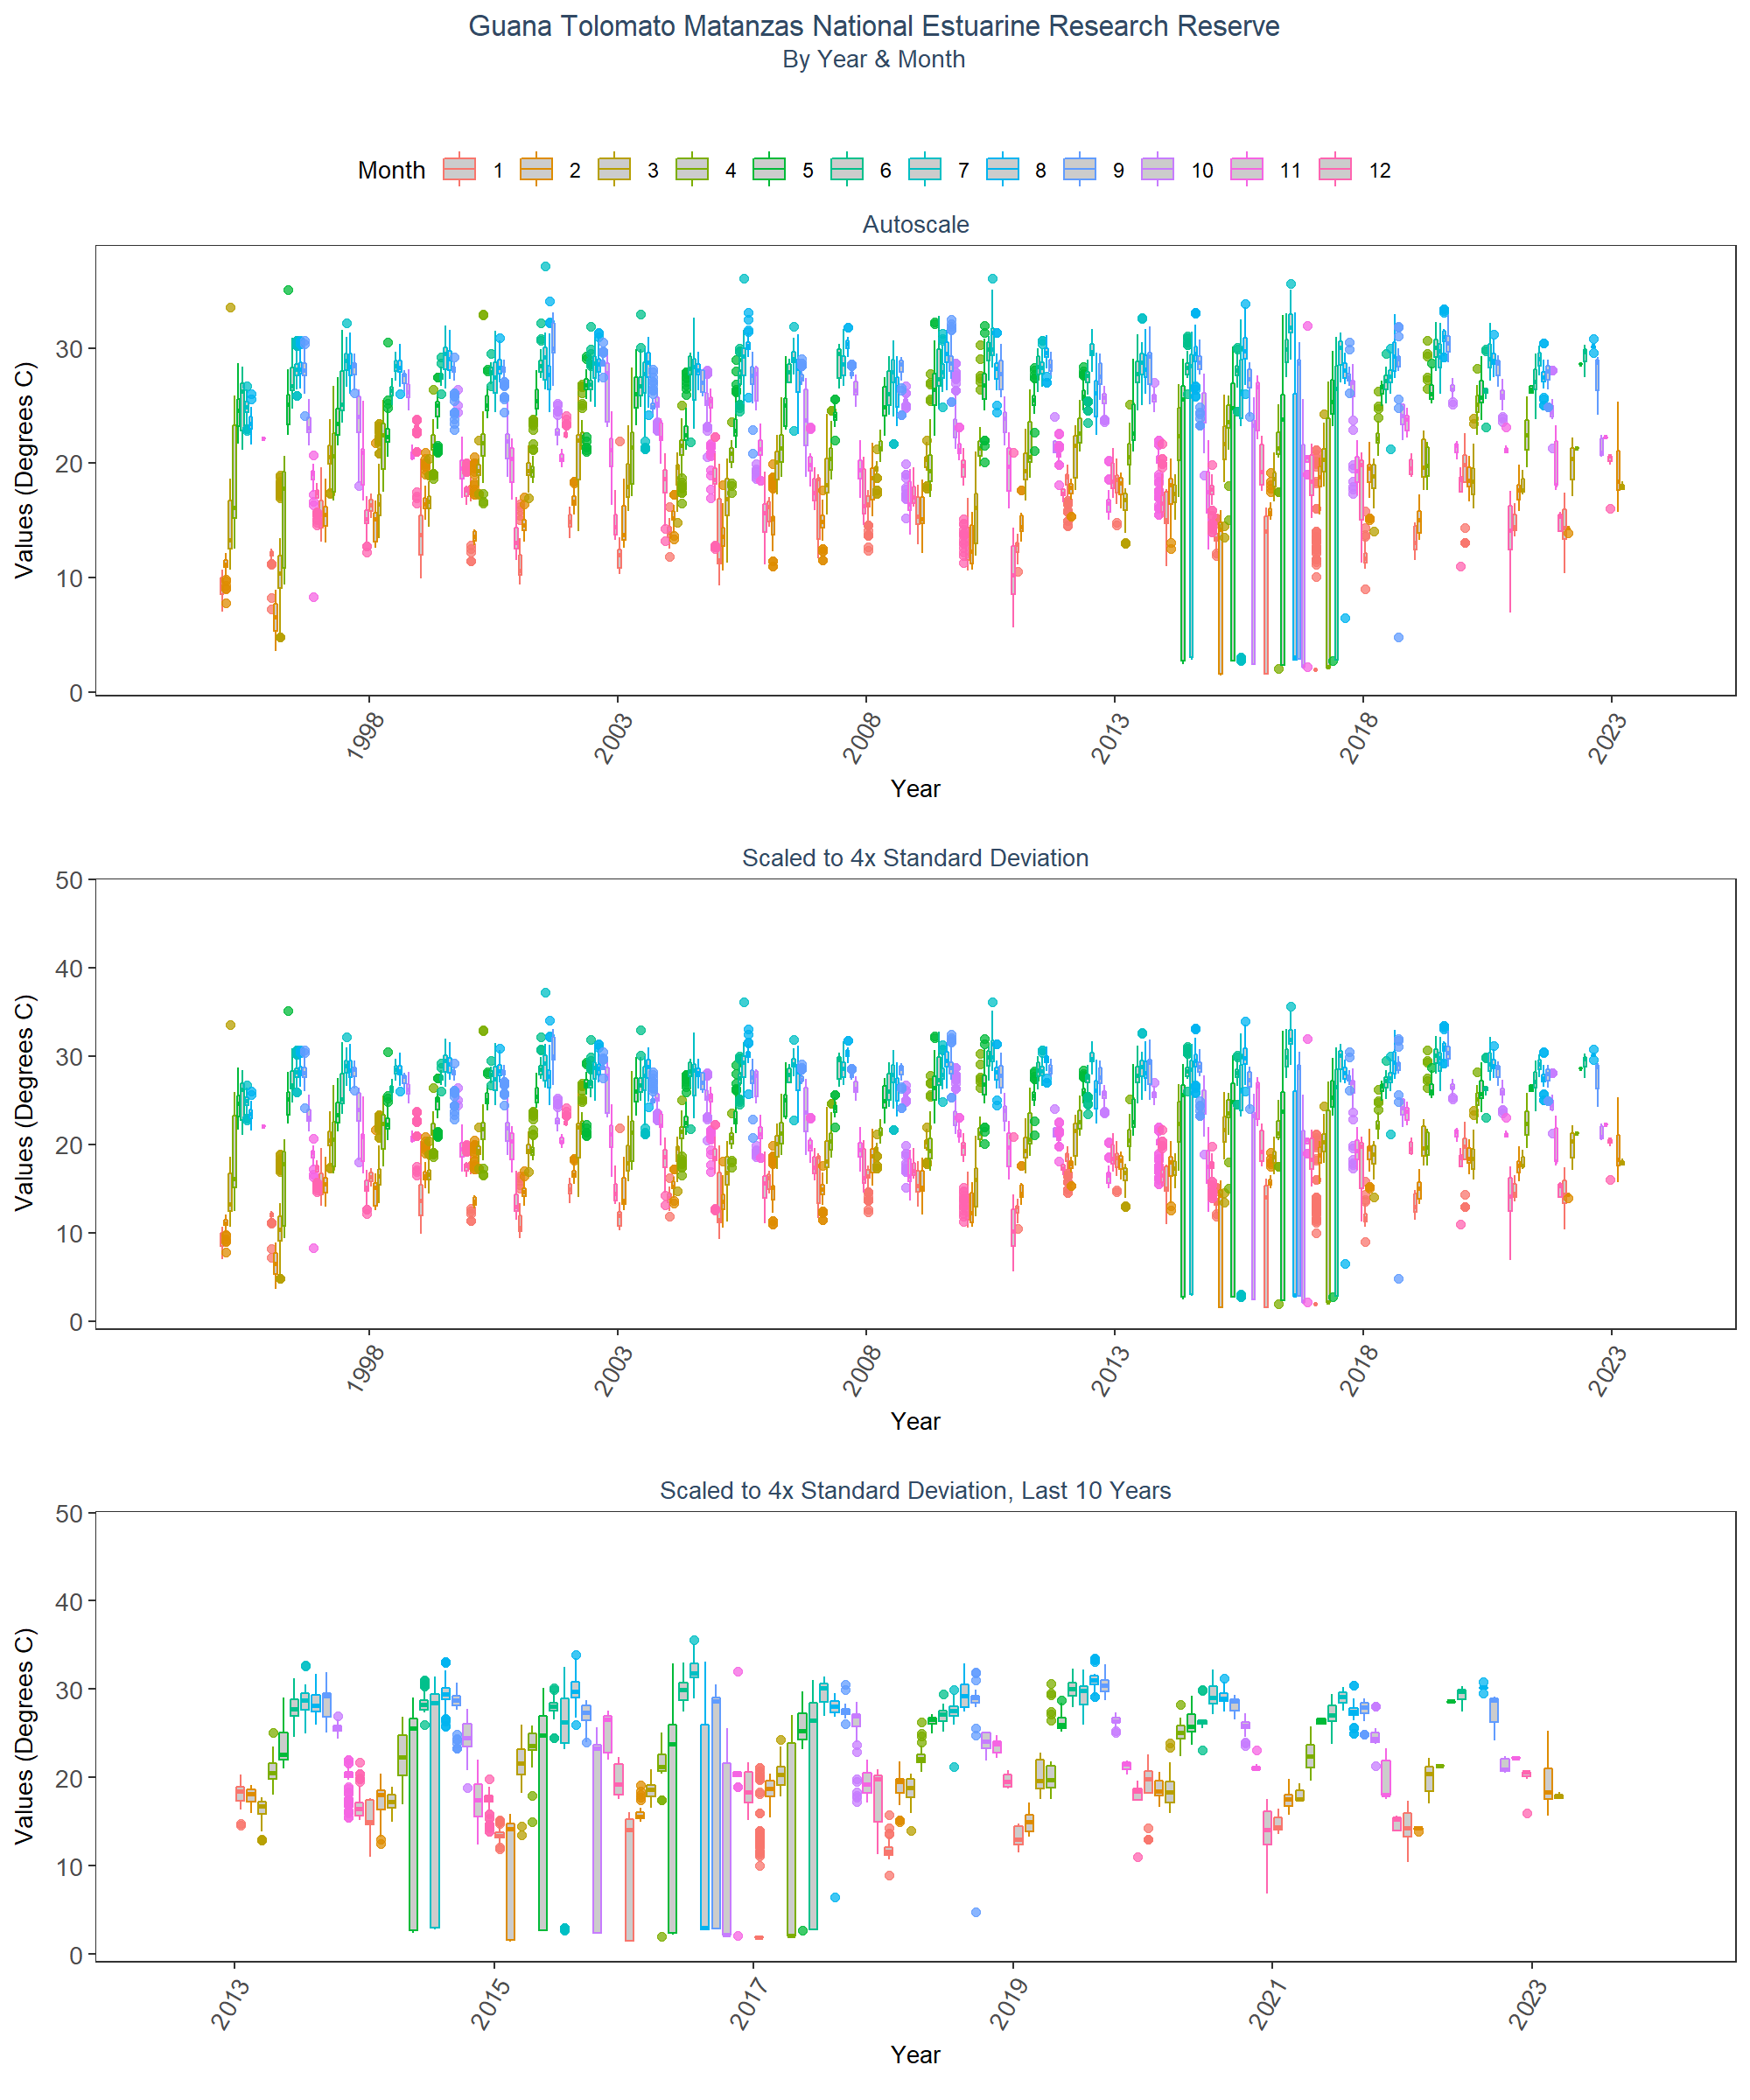 Guana Tolomato Matanzas National Estuarine Research Reserve
By Year & Month
Month 1 2 3 4 5 6 7 8 9 10 11 12
Autoscale
Values (Degrees C)
30
20
10
0
1998 2003 2008 2013 2018 2023
Year
Scaled to 4x Standard Deviation
Values (Degrees C)
50
40
30
20
10
0
1998 2003 2008 2013 2018 2023
Year
Scaled to 4x Standard Deviation, Last 10 Years
Values (Degrees C)
50
40
30
20
10
0
2013 2015 2017 2019 2021 2023
Year